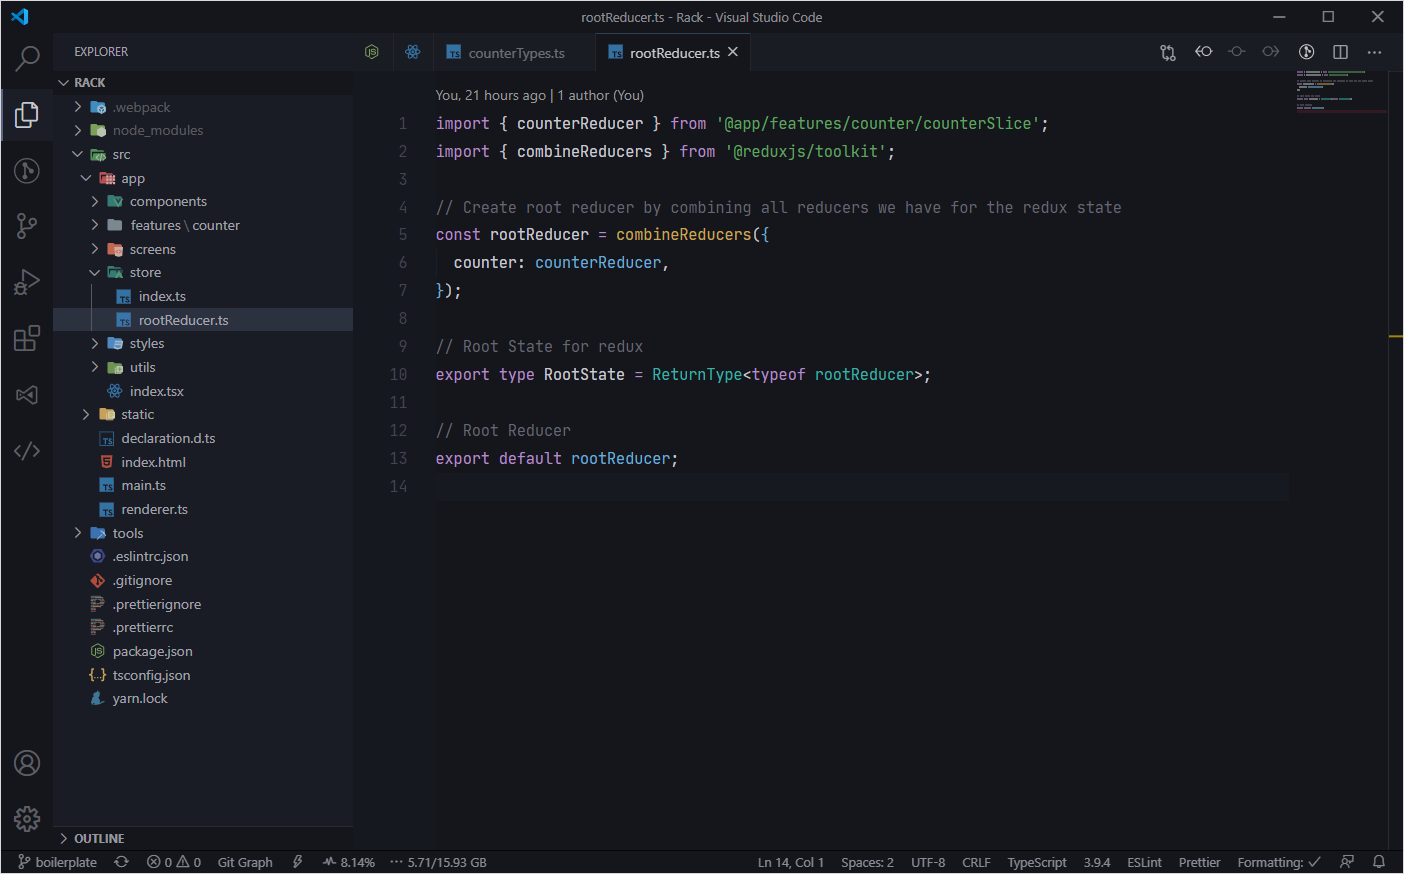 rootReducer.ts - Rack - Visual Studio Code
EXPLORER
counterTypes.ts
rootReducer.ts
RACK
.webpack
node_modules
src
app
components
features \ counter
screens
store
index.ts
rootReducer.ts
styles
utils
index.tsx
static
declaration.d.ts
index.html
main.ts
renderer.ts
tools
.eslintrc.json
.gitignore
.prettierignore
.prettierrc
package.json
tsconfig.json
yarn.lock
OUTLINE
You, 21 hours ago | 1 author (You)
1 import { counterReducer } from '@app/features/counter/counterSlice';
2 import { combineReducers } from '@reduxjs/toolkit';
3
4 // Create root reducer by combining all reducers we have for the redux state
5 const rootReducer = combineReducers({
6 counter: counterReducer,
7 });
8
9 // Root State for redux
10 export type RootState = ReturnType<typeof rootReducer>;
11
12 // Root Reducer
13 export default rootReducer;
14
boilerplate 0 0 Git Graph 8.14% 5.71/15.93 GB Ln 14, Col 1 Spaces: 2 UTF-8 CRLF TypeScript 3.9.4 ESLint Prettier Formatting: ✓